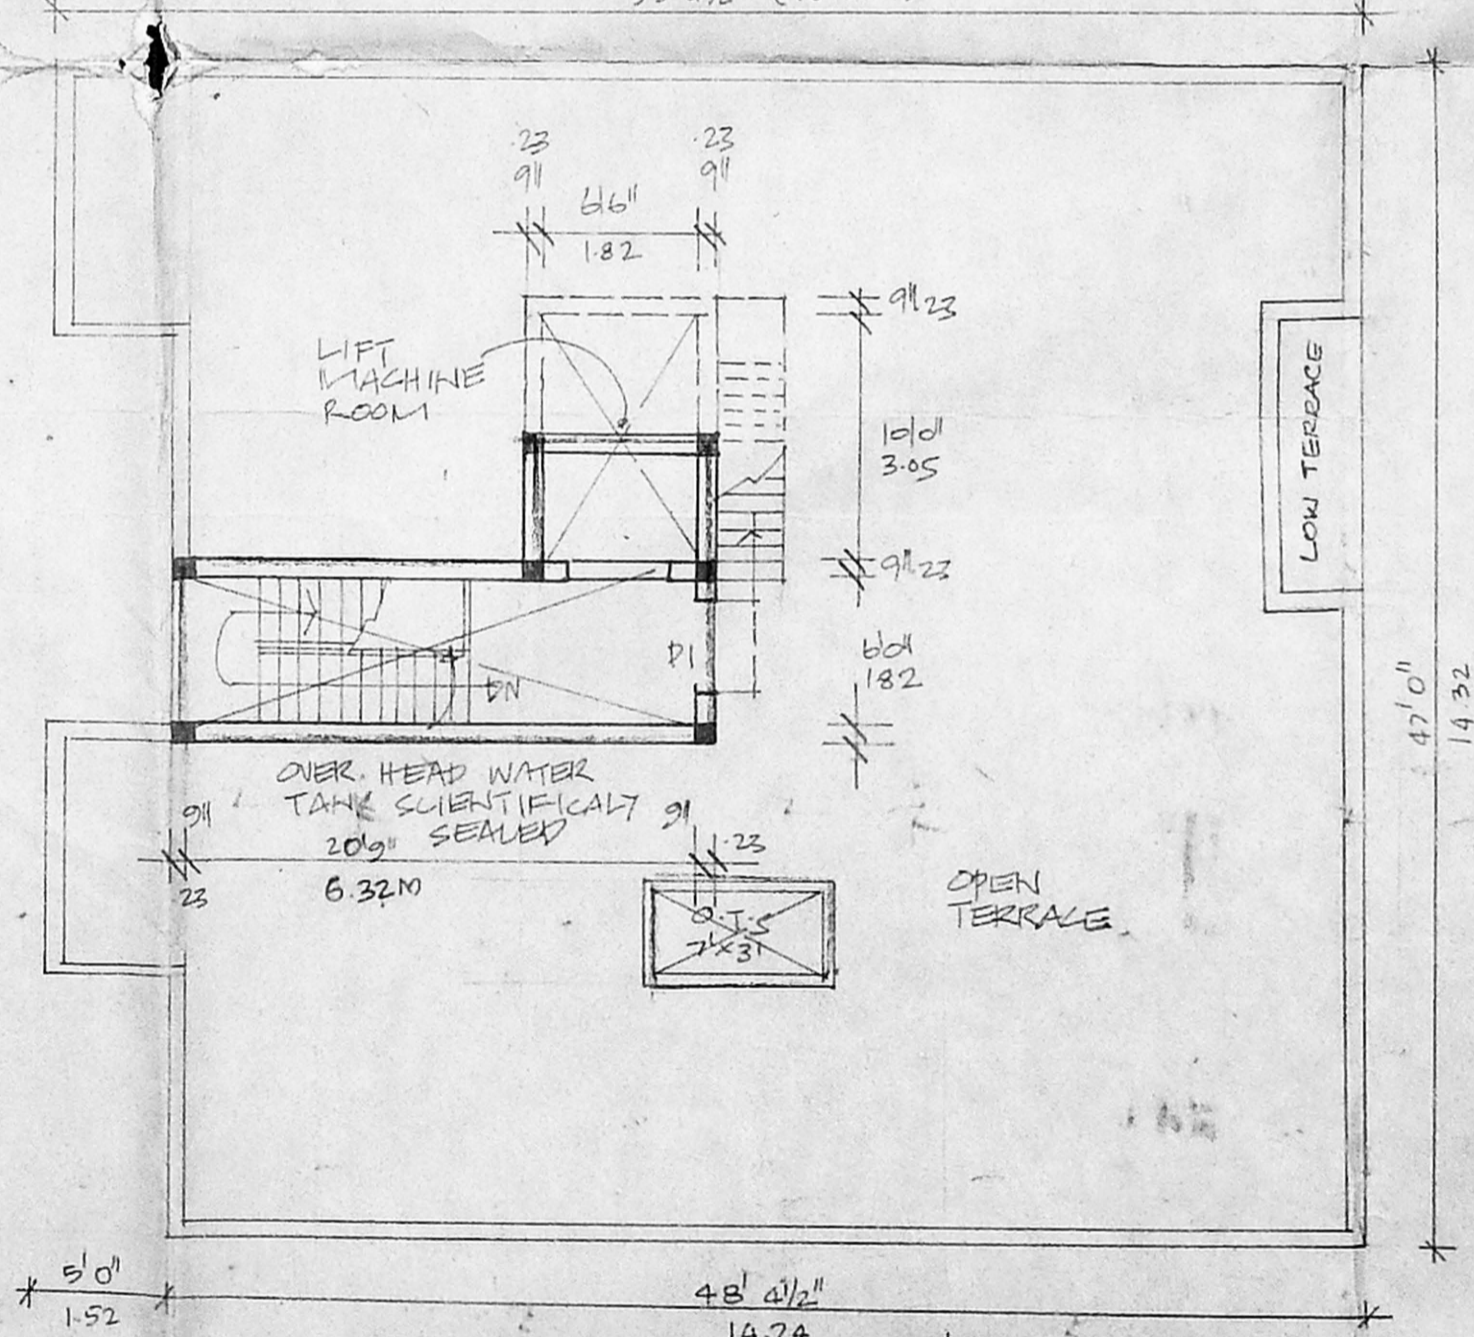 .23
.23
9"
9"
6'6"
1.82
9" 23
LIFT
MACHINE
ROOM
LOW TERRACE
10'0"
3.05
9" 23
D1
6'0"
1.82
DN
47'0"
14.32
OVER. HEAD WATER
TANK SCIENTIFICALY
SEALED
9"
9"
20'9"
.23
6.32M
23
OPEN
TERRACE
O.T.S
7'x3'
5'0"
1.52
48' 4½"